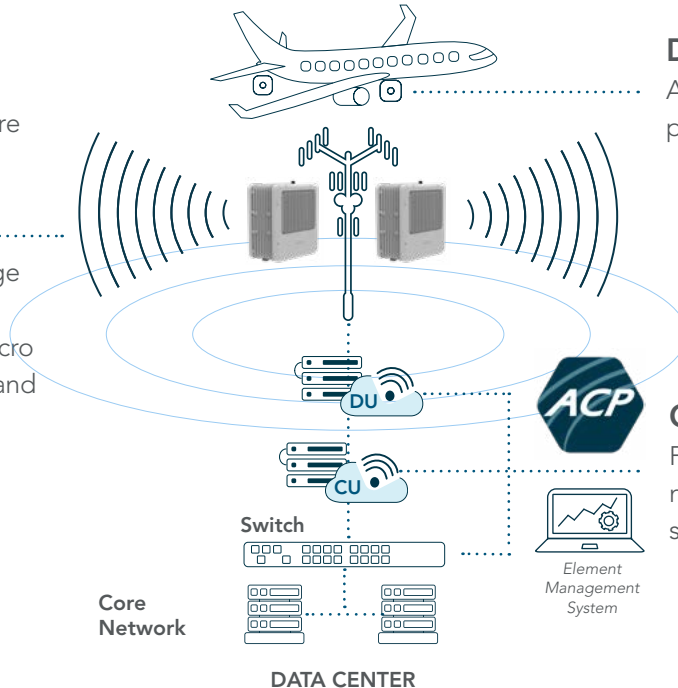 re
ge
cro
and
D
A
p
DU
CU
ACP
Switch
Element
Management
System
Core
Network
DATA CENTER